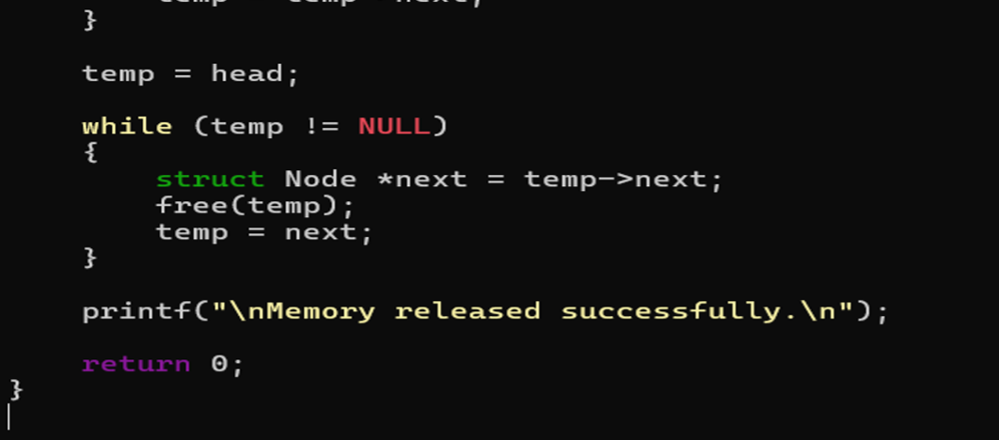 }
temp = head;
while (temp != NULL)
{
struct Node *next = temp->next;
free(temp);
temp = next;
}
printf("\nMemory released successfully.\n");
return 0;
}